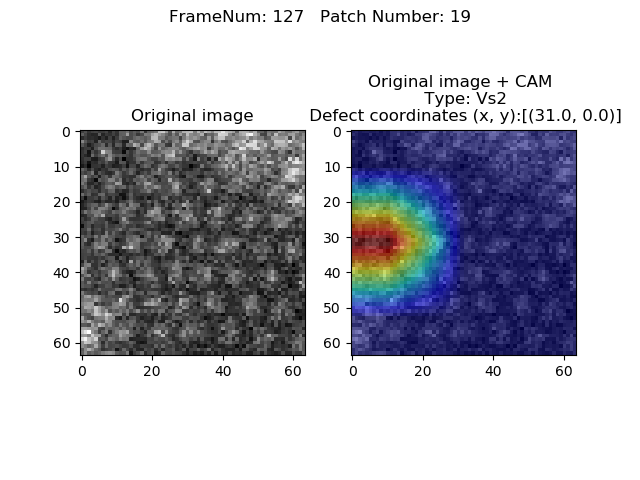 FrameNum: 127   Patch Number: 19
Original image + CAM
Type: Vs2
Original image
Defect coordinates (x, y):[(31.0, 0.0)]
0
10
20
30
40
50
60
0 20 40 60
0
10
20
30
40
50
60
0 20 40 60